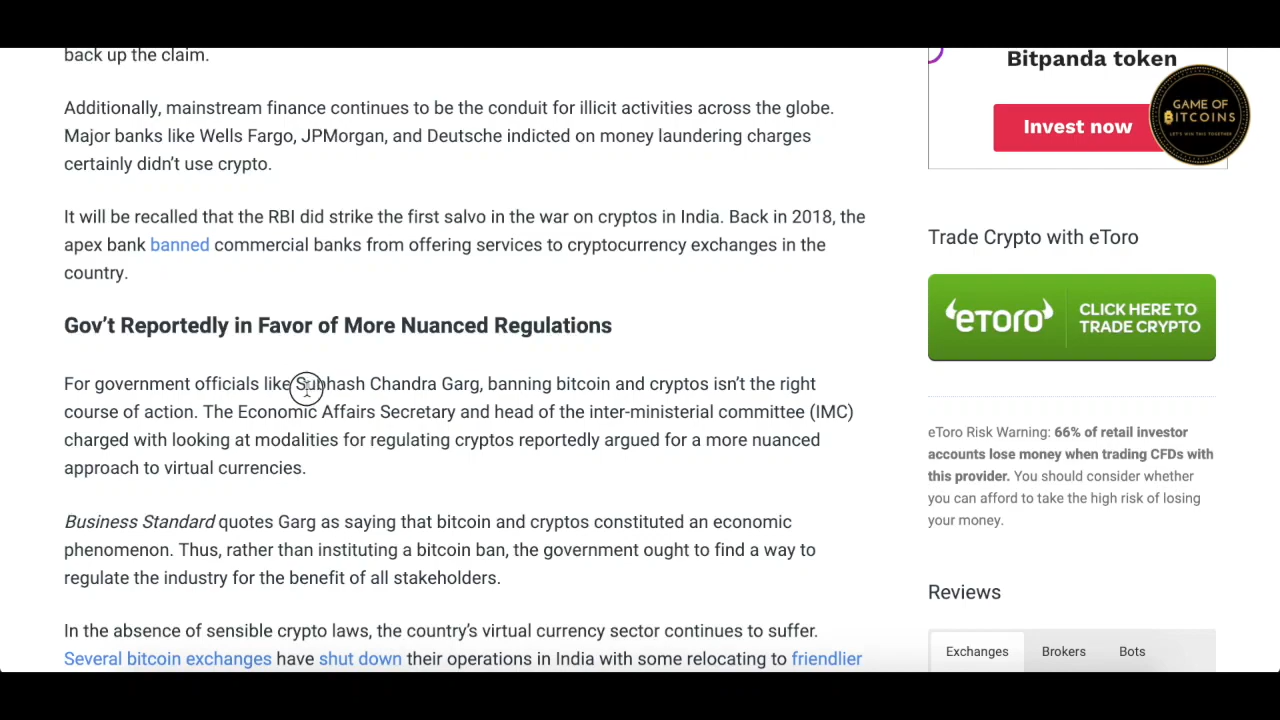 back up the claim.
Additionally, mainstream finance continues to be the conduit for illicit activities across the globe.
Major banks like Wells Fargo, JPMorgan, and Deutsche indicted on money laundering charges
certainly didn’t use crypto.
It will be recalled that the RBI did strike the first salvo in the war on cryptos in India. Back in 2018, the
apex bank banned commercial banks from offering services to cryptocurrency exchanges in the
country.
Gov’t Reportedly in Favor of More Nuanced Regulations
For government officials like Subhash Chandra Garg, banning bitcoin and cryptos isn’t the right
course of action. The Economic Affairs Secretary and head of the inter-ministerial committee (IMC)
charged with looking at modalities for regulating cryptos reportedly argued for a more nuanced
approach to virtual currencies.
Business Standard quotes Garg as saying that bitcoin and cryptos constituted an economic
phenomenon. Thus, rather than instituting a bitcoin ban, the government ought to find a way to
regulate the industry for the benefit of all stakeholders.
In the absence of sensible crypto laws, the country’s virtual currency sector continues to suffer.
Several bitcoin exchanges have shut down their operations in India with some relocating to friendlier
Bitpanda token
Invest now
GAME OF
BITCOINS
LET'S WIN THIS TOGETHER
Trade Crypto with eToro
eToro
CLICK HERE TO
TRADE CRYPTO
eToro Risk Warning: 66% of retail investor
accounts lose money when trading CFDs with
this provider. You should consider whether
you can afford to take the high risk of losing
your money.
Reviews
Exchanges Brokers Bots